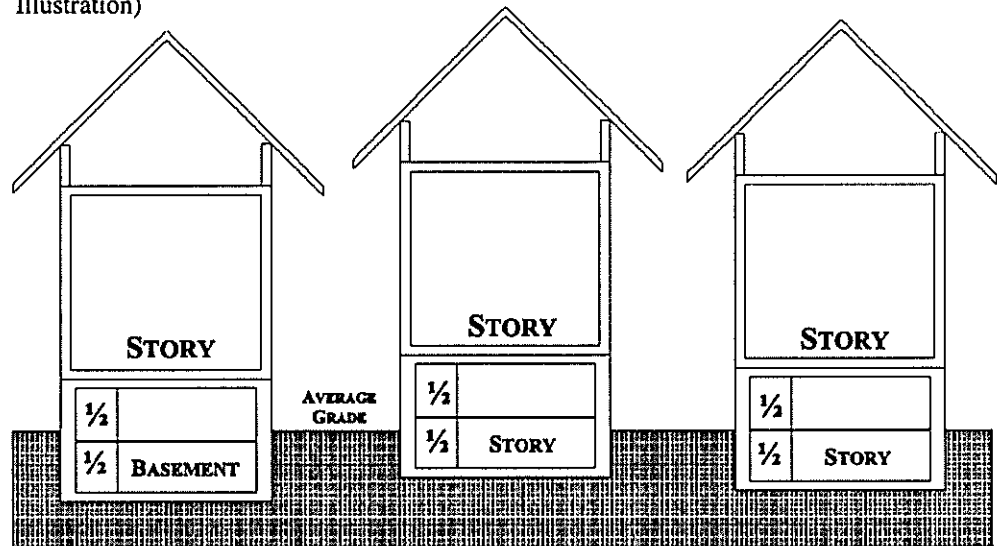 Illustration)
STORY
½
½ BASEMENT
AVERAGE
GRADE
STORY
½
½ STORY
STORY
½
½ STORY